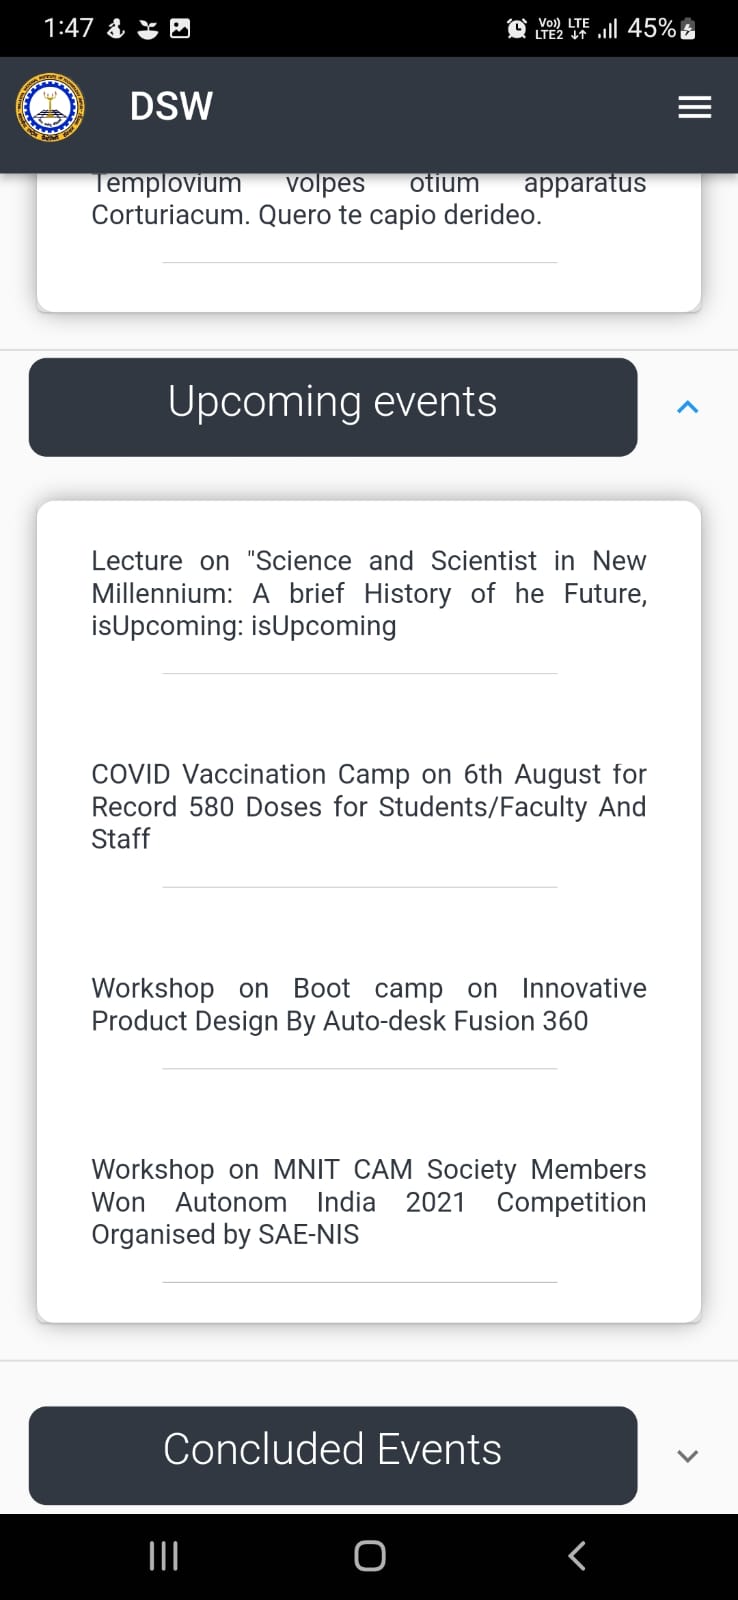 1:47
Vo)) LTE
LTE2
45%
DSW
Templovium volpes otium apparatus
Corturiacum. Quero te capio derideo.
Upcoming events
Lecture on "Science and Scientist in New
Millennium: A brief History of he Future,
isUpcoming: isUpcoming
COVID Vaccination Camp on 6th August for
Record 580 Doses for Students/Faculty And
Staff
Workshop on Boot camp on Innovative
Product Design By Auto-desk Fusion 360
Workshop on MNIT CAM Society Members
Won Autonom India 2021 Competition
Organised by SAE-NIS
Concluded Events